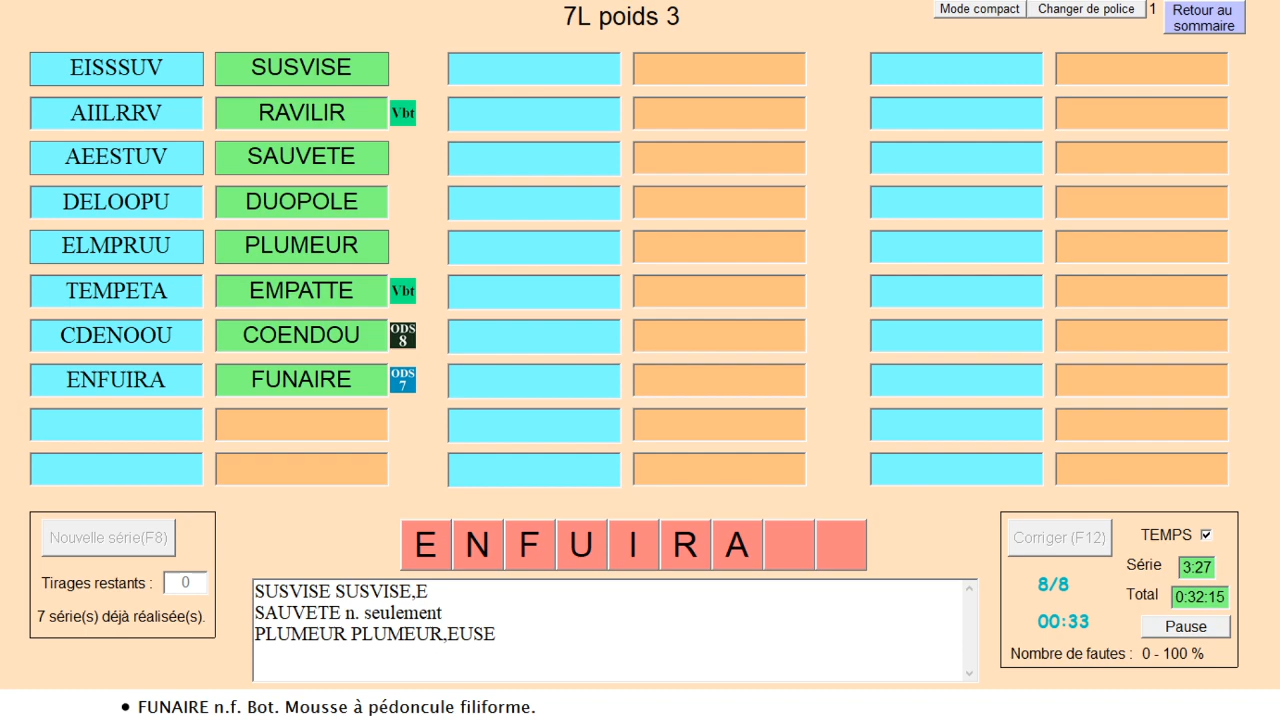 7L poids 3
Mode compact Changer de police 1 Retour au sommaire
EISSSUV SUSVISE
AIILRRV RAVILIR Vbt
AEESTUV SAUVETE
DELOOPU DUOPOLE
ELMPRUU PLUMEUR
TEMPETA EMPATTE Vbt
CDENOOU COENDOU ODS 8
ENFUIRA FUNAIRE ODS 7
Nouvelle série(F8)
Tirages restants : 0
7 série(s) déjà réalisée(s).
E N F U I R A
SUSVISE SUSVISE,E
SAUVETE n. seulement
PLUMEUR PLUMEUR,EUSE
Corriger (F12) TEMPS
Série 3:27
8/8
Total 0:32:15
00:33
Pause
Nombre de fautes : 0 - 100 %
• FUNAIRE n.f. Bot. Mousse à pédoncule filiforme.